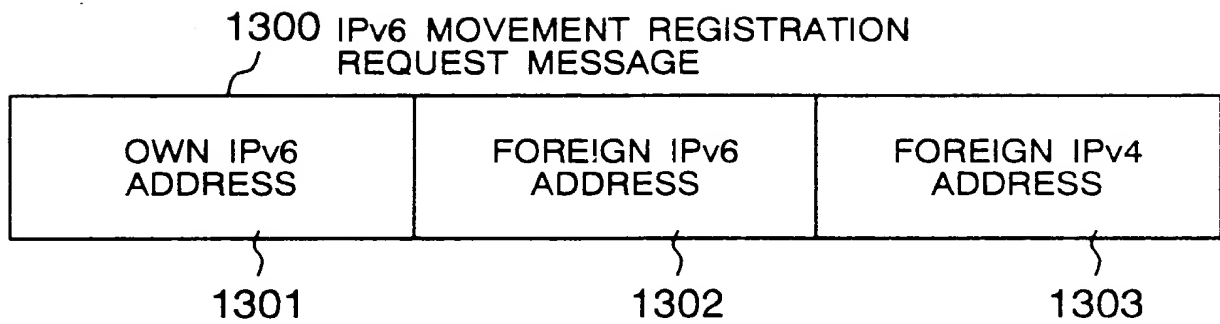 1300 IPv6 MOVEMENT REGISTRATION
REQUEST MESSAGE
OWN IPv6
ADDRESS
FOREIGN IPv6
ADDRESS
FOREIGN IPv4
ADDRESS
1301
1302
1303